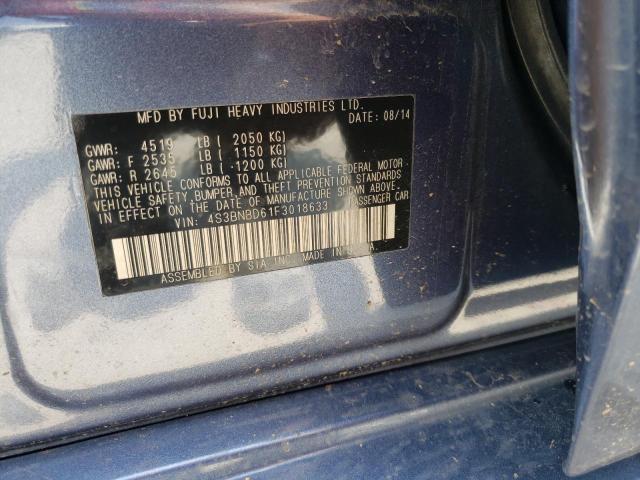 MFD BY FUJI HEAVY INDUSTRIES LTD.
DATE: 08/14
GVWR: 4519 LB ( 2050 KG)
GAWR: F 2535 LB ( 1150 KG)
GAWR: R 2645 LB ( 1200 KG)
THIS VEHICLE CONFORMS TO ALL APPLICABLE FEDERAL MOTOR
VEHICLE SAFETY, BUMPER, AND THEFT PREVENTION STANDARDS
IN EFFECT ON THE DATE OF MANUFACTURE SHOWN ABOVE.
VIN: 4S3BNBD61F3018633 PASSENGER CAR
ASSEMBLED BY SIA, INC. MADE IN U.S.A.